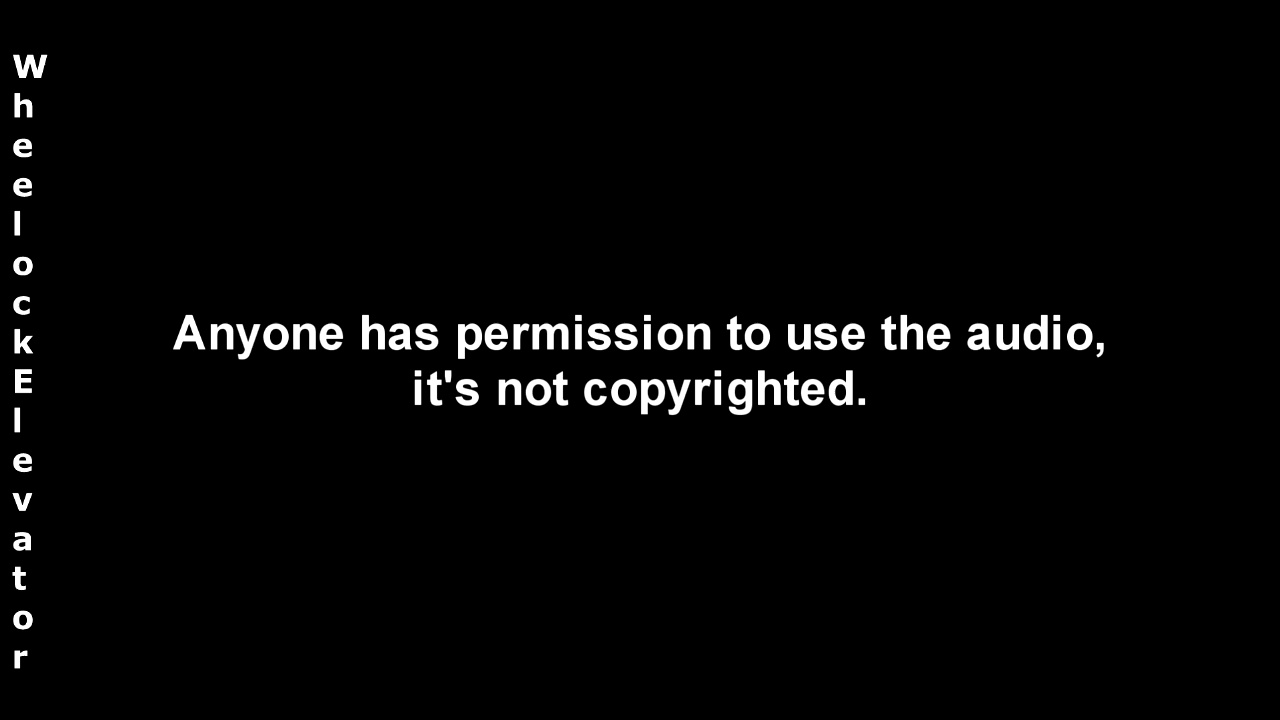 WheelockElevator
Anyone has permission to use the audio,
it's not copyrighted.